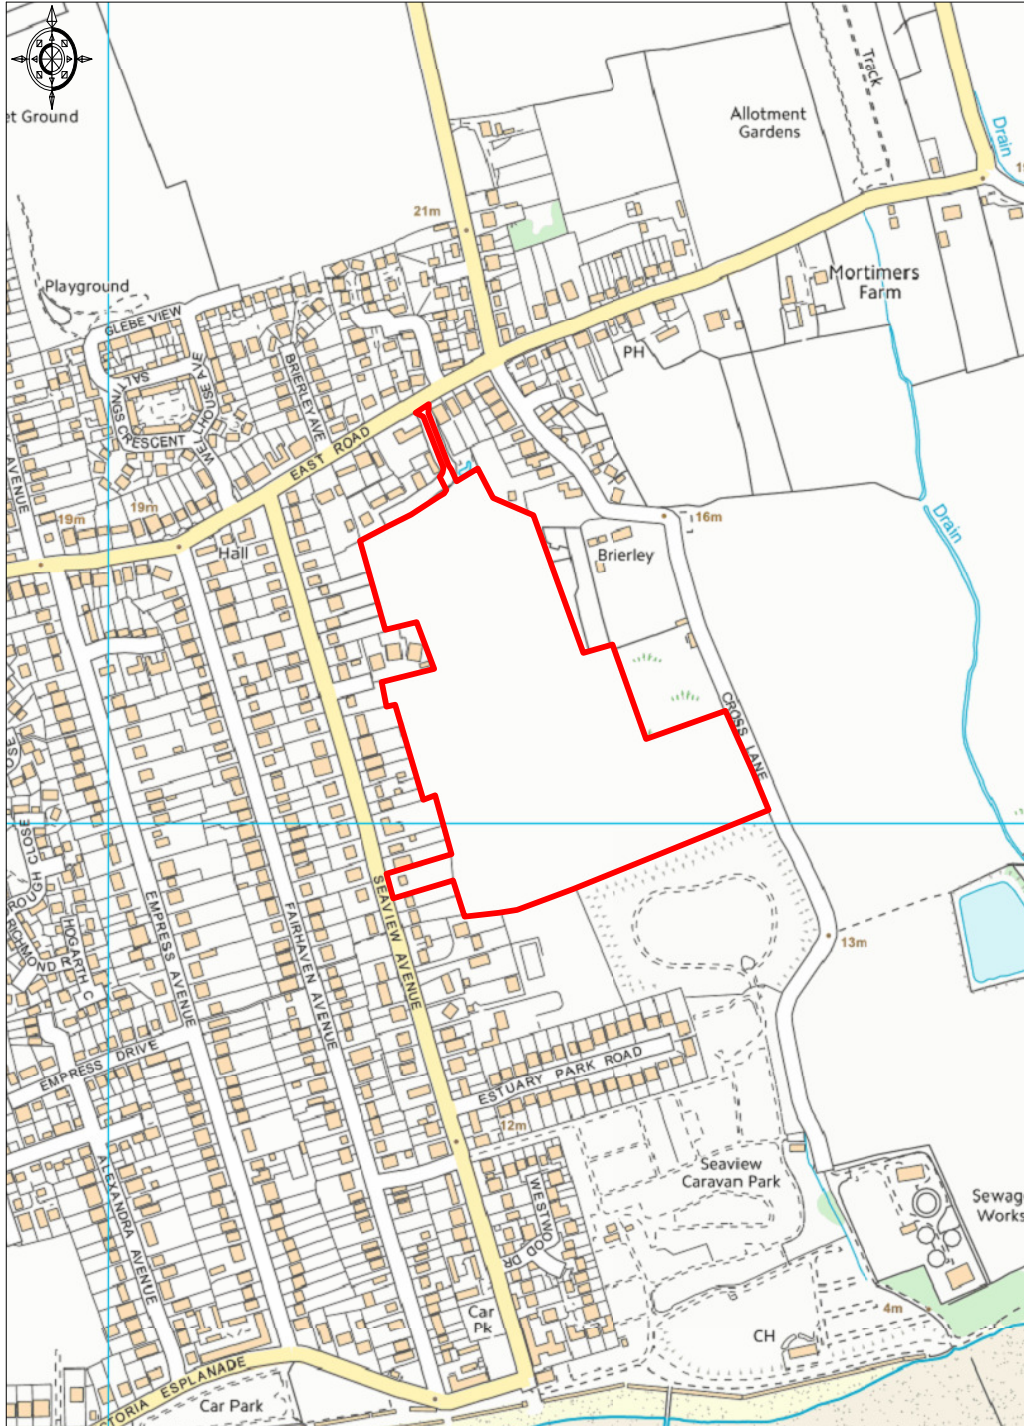 et Ground
Track
Allotment
Gardens
Drain
21m
Playground
Mortimers
Farm
GLEBE VIEW
PH
SALTINGS CRESCENT
WELLHOUSE AVE
BRIERLEY AVE
EAST ROAD
AVENUE
19m
19m
Hall
16m
Brierley
Drain
CROSS LANE
OSE
ROUGH CLOSE
RICHMOND R
HOGARTH C
EMPRESS AVENUE
FAIRHAVEN AVENUE
SEAVIEW AVENUE
13m
EMPRESS DRIVE
ESTUARY PARK ROAD
12m
Seaview
Caravan Park
WESTWOOD DR
ALEXANDRA AVENUE
Sewag
Works
4m
Car
Pk
CH
TORIA ESPLANADE
Car Park